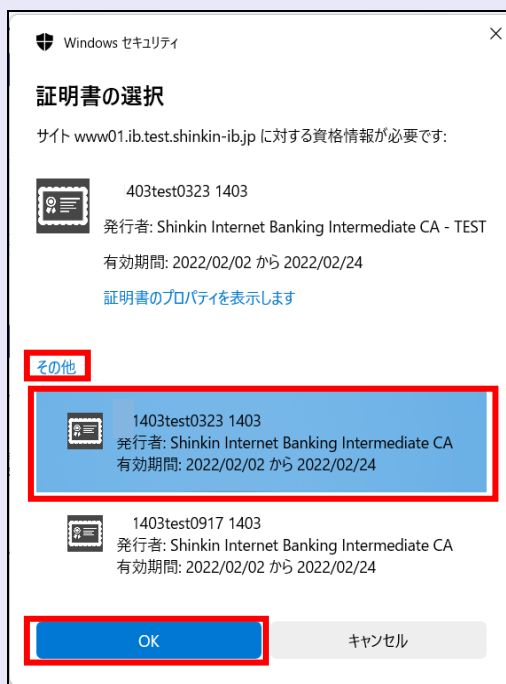 Windows セキュリティ
証明書の選択
サイト www01.ib.test.shinkin-ib.jp に対する資格情報が必要です:
403test0323 1403
発行者: Shinkin Internet Banking Intermediate CA - TEST
有効期間: 2022/02/02 から 2022/02/24
証明書のプロパティを表示します
その他
1403test0323 1403
発行者: Shinkin Internet Banking Intermediate CA
有効期間: 2022/02/02 から 2022/02/24
1403test0917 1403
発行者: Shinkin Internet Banking Intermediate CA
有効期間: 2022/02/02 から 2022/02/24
OK
キャンセル